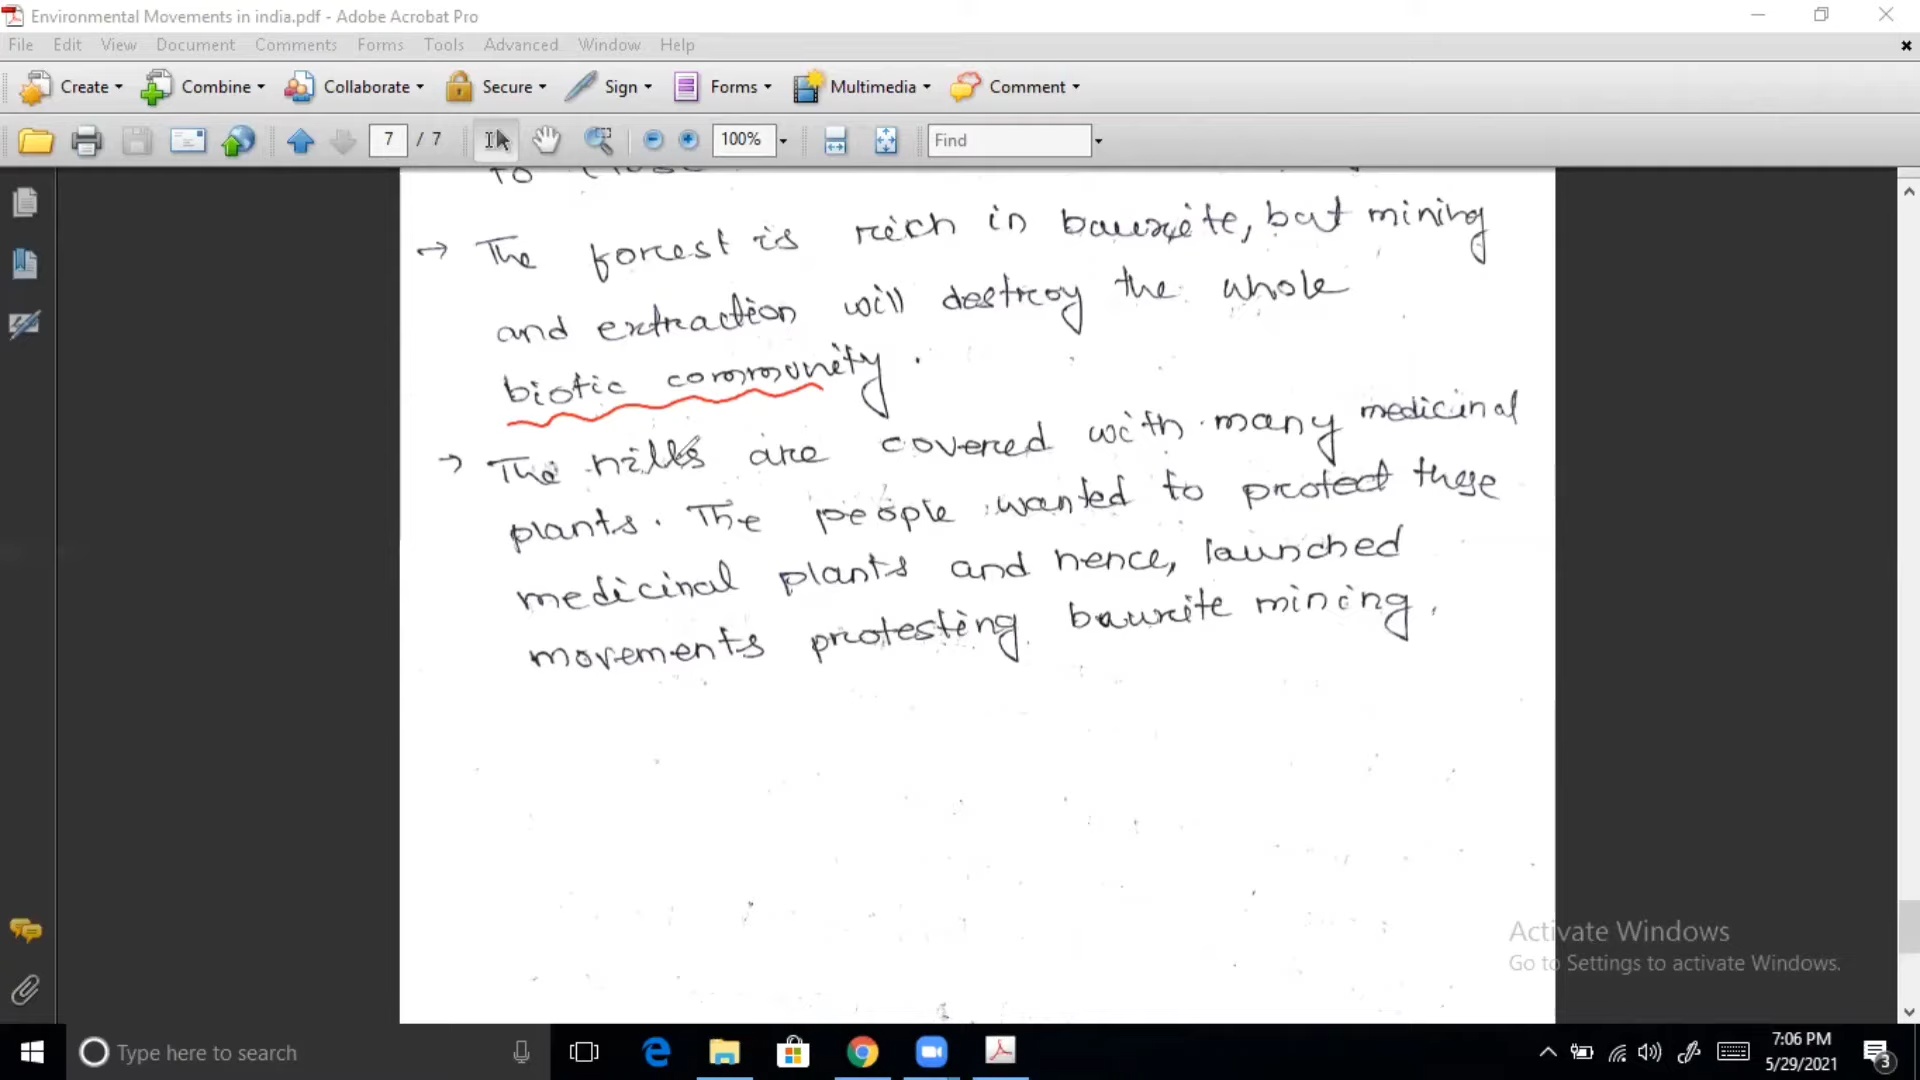 Environmental Movements in india.pdf - Adobe Acrobat Pro
File Edit View Document Comments Forms Tools Advanced Window Help
Create Combine Collaborate Secure Sign Forms Multimedia Comment
7 / 7 100% Find
to close
→ The forest is rich in bauxite, but mining
and extraction will destroy the whole
biotic community.
→ The hills are covered with many medicinal
plants. The people wanted to protect these
medicinal plants and hence, launched
movements protesting bauxite mining.
Activate Windows
Go to Settings to activate Windows.
Type here to search
7:06 PM
5/29/2021
3